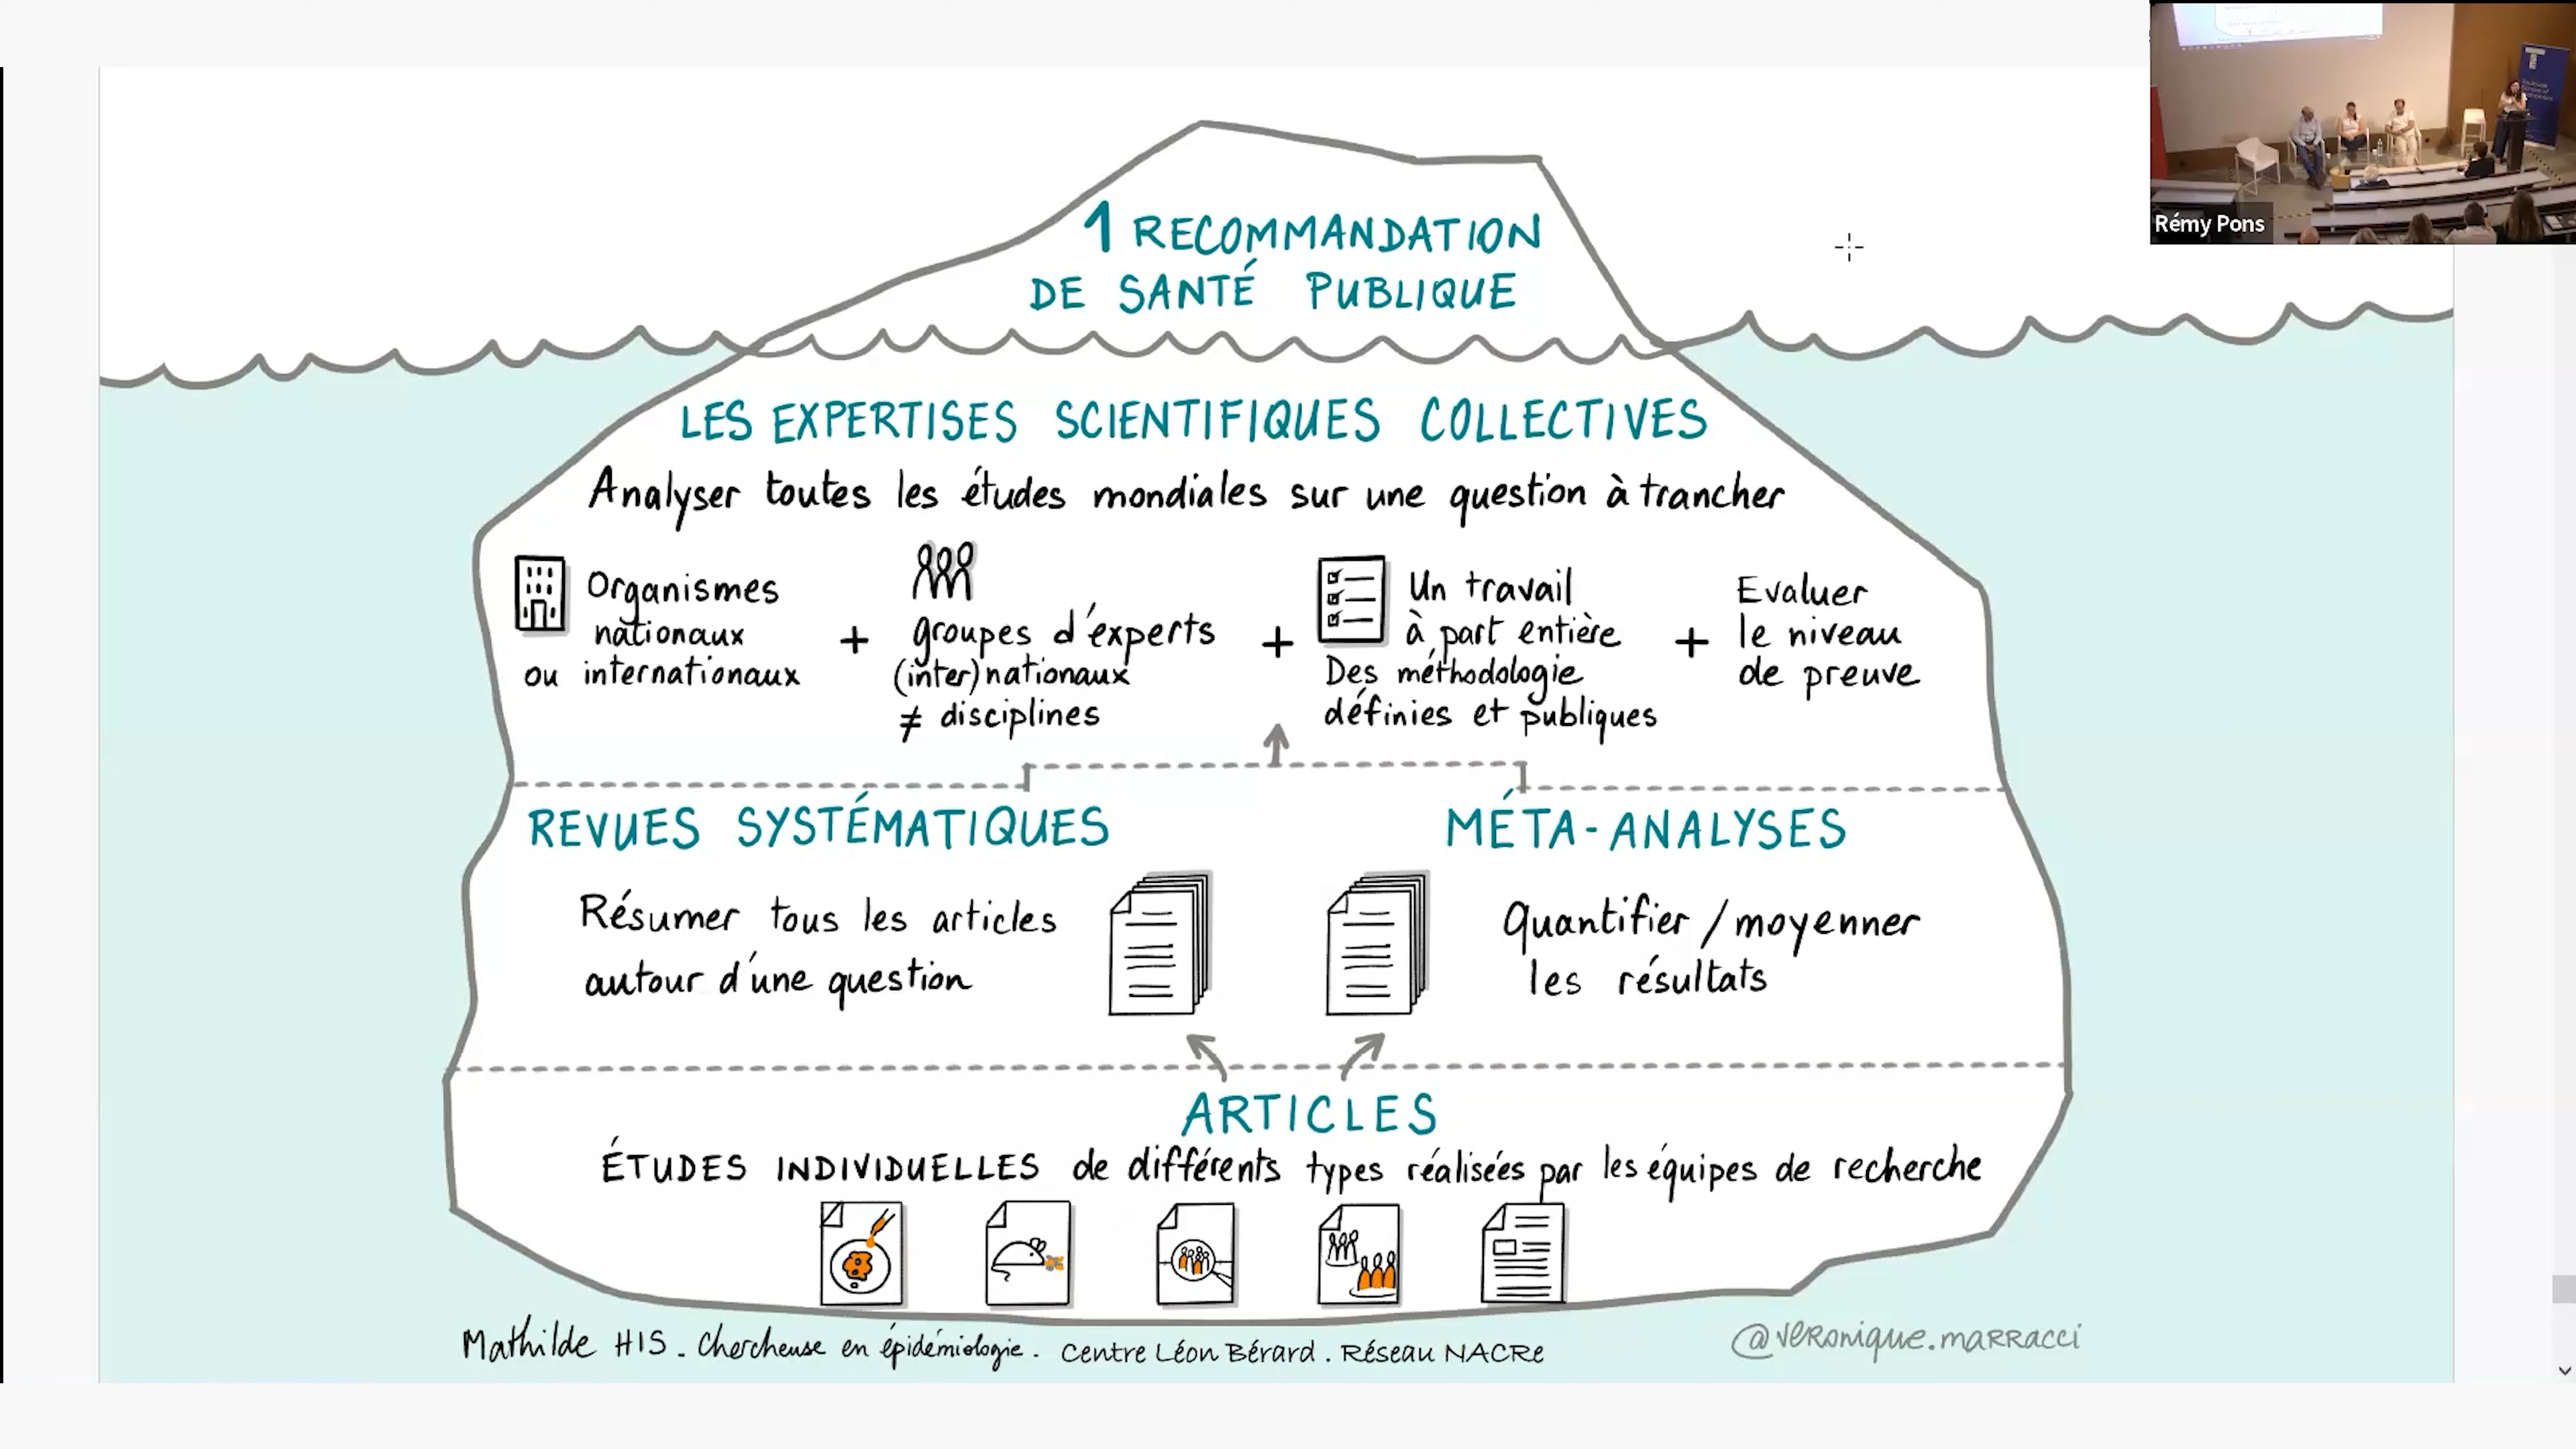 1 RECOMMANDATION
DE SANTÉ PUBLIQUE
Rémy Pons
LES EXPERTISES SCIENTIFIQUES COLLECTIVES
Analyser toutes les études mondiales sur une question à trancher
Organismes
nationaux
ou internationaux
+
groupes d'experts
(inter)nationaux
≠ disciplines
+
Un travail
à part entière
Des méthodologie
définies et publiques
+
Evaluer
le niveau
de preuve
REVUES SYSTÉMATIQUES
Résumer tous les articles
autour d'une question
MÉTA-ANALYSES
Quantifier / moyenner
les résultats
ARTICLES
ÉTUDES INDIVIDUELLES de différents types réalisées par les équipes de recherche
Mathilde HIS. Chercheuse en épidémiologie. Centre Léon Bérard. Réseau NACRe
@veronique.marracci